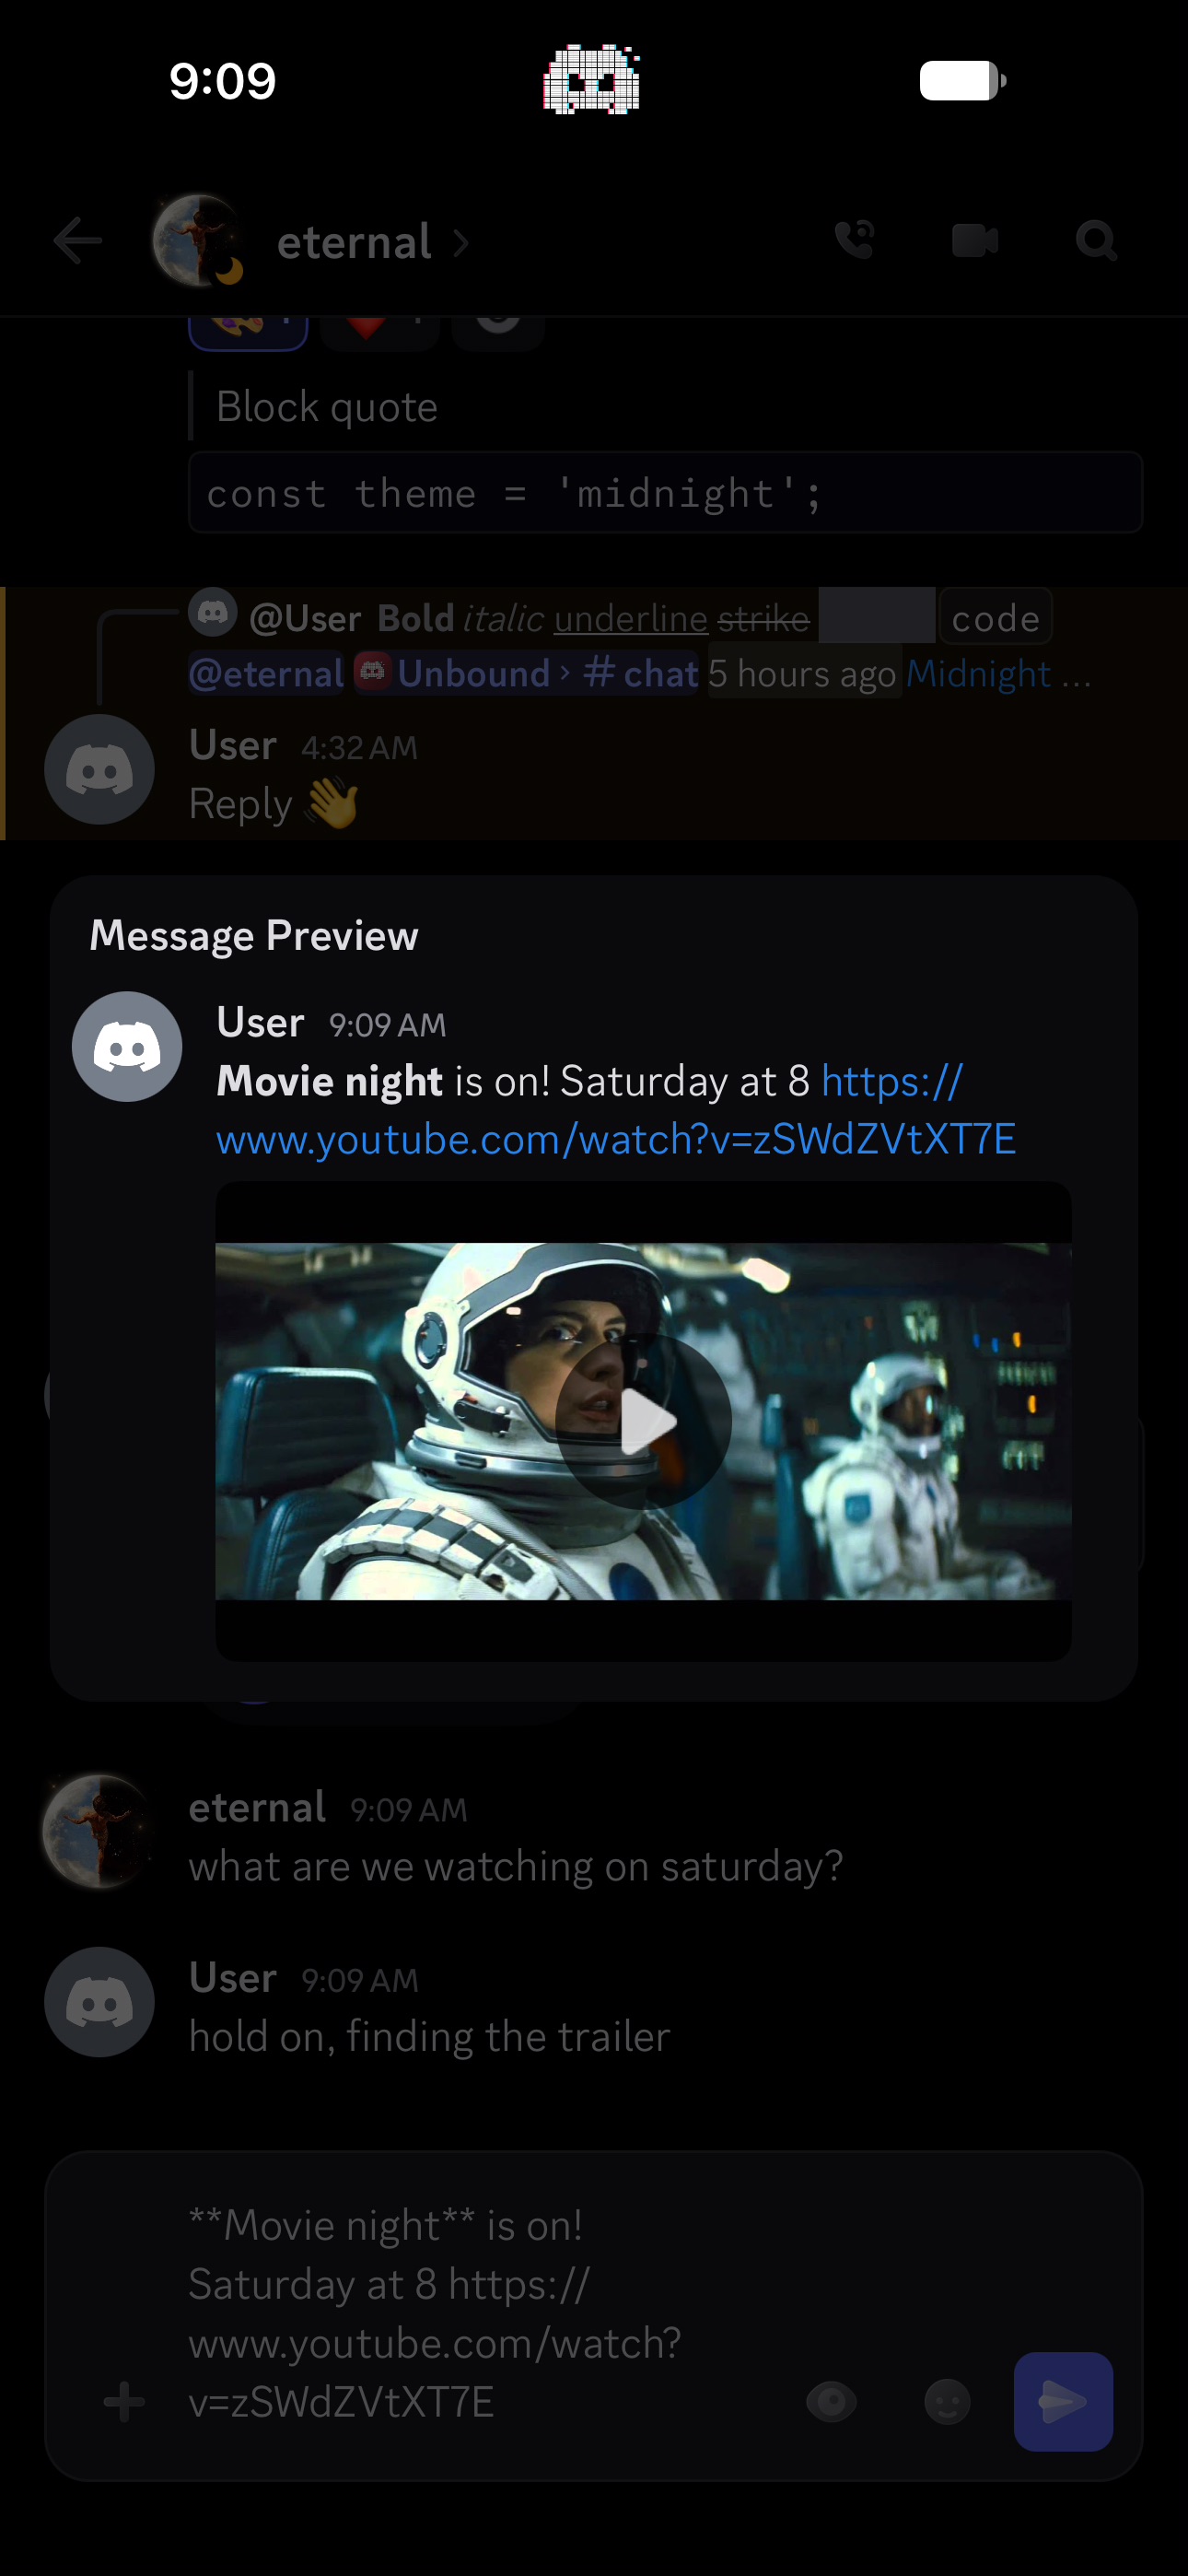 9:09
eternal
Block quote
const theme = 'midnight';
@User Bold italic underline strike code
@eternal Unbound › # chat 5 hours ago Midnight ...
User 4:32 AM
Reply 👋
Message Preview
User 9:09 AM
Movie night is on! Saturday at 8 https://
www.youtube.com/watch?v=zSWdZVtXT7E
eternal 9:09 AM
what are we watching on saturday?
User 9:09 AM
hold on, finding the trailer
**Movie night** is on!
Saturday at 8 https://
www.youtube.com/watch?
v=zSWdZVtXT7E